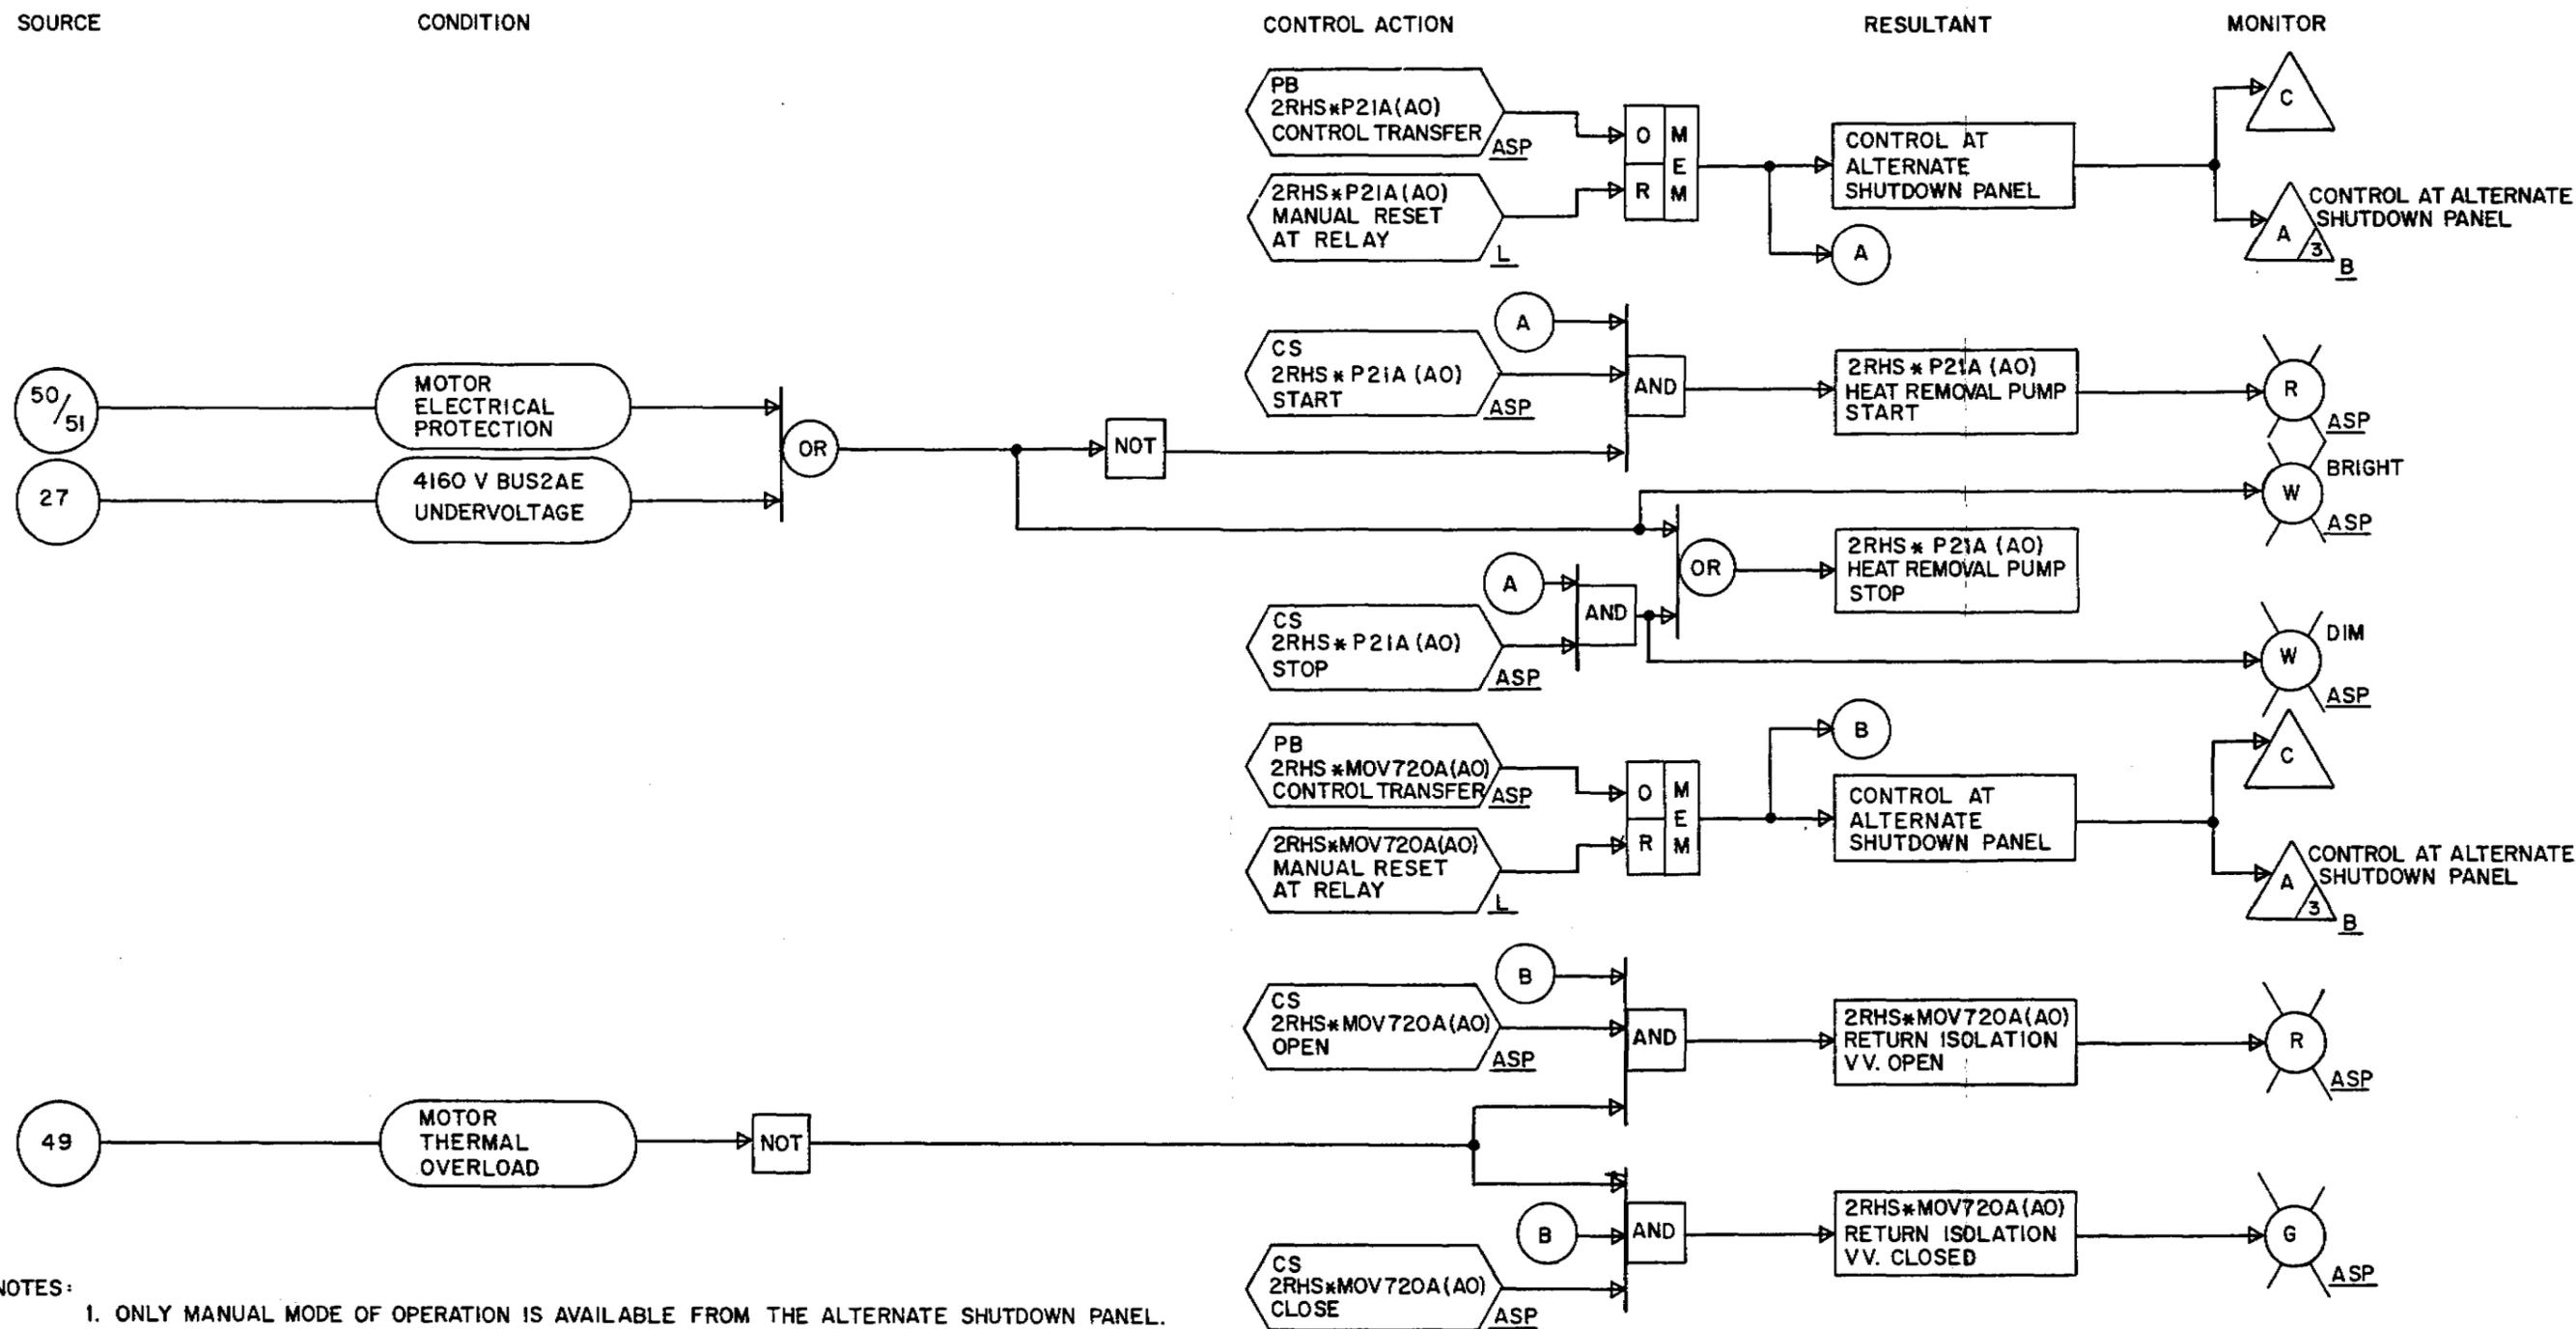 SOURCE
CONDITION
CONTROL ACTION
RESULTANT
MONITOR
PB
2RHS*P21A(AO)
CONTROL TRANSFER
ASP
2RHS*P21A(AO)
MANUAL RESET
AT RELAY
L
O
R
M
E
M
CONTROL AT
ALTERNATE
SHUTDOWN PANEL
A
C
A
3
B
CONTROL AT ALTERNATE
SHUTDOWN PANEL
50/51
MOTOR
ELECTRICAL
PROTECTION
27
4160 V BUS2AE
UNDERVOLTAGE
OR
NOT
A
CS
2RHS*P21A (AO)
START
ASP
AND
2RHS*P21A (AO)
HEAT REMOVAL PUMP
START
R
ASP
W
BRIGHT
ASP
A
CS
2RHS*P21A (AO)
STOP
ASP
AND
OR
2RHS*P21A (AO)
HEAT REMOVAL PUMP
STOP
W
DIM
ASP
PB
2RHS*MOV720A(AO)
CONTROL TRANSFER
ASP
2RHS*MOV720A(AO)
MANUAL RESET
AT RELAY
L
O
R
M
E
M
B
CONTROL AT
ALTERNATE
SHUTDOWN PANEL
C
A
3
B
CONTROL AT ALTERNATE
SHUTDOWN PANEL
49
MOTOR
THERMAL
OVERLOAD
NOT
B
CS
2RHS*MOV720A(AO)
OPEN
ASP
AND
2RHS*MOV720A(AO)
RETURN ISOLATION
VV. OPEN
R
ASP
B
CS
2RHS*MOV720A(AO)
CLOSE
ASP
AND
2RHS*MOV720A(AO)
RETURN ISOLATION
VV. CLOSED
G
ASP
NOTES:
1. ONLY MANUAL MODE OF OPERATION IS AVAILABLE FROM THE ALTERNATE SHUTDOWN PANEL.